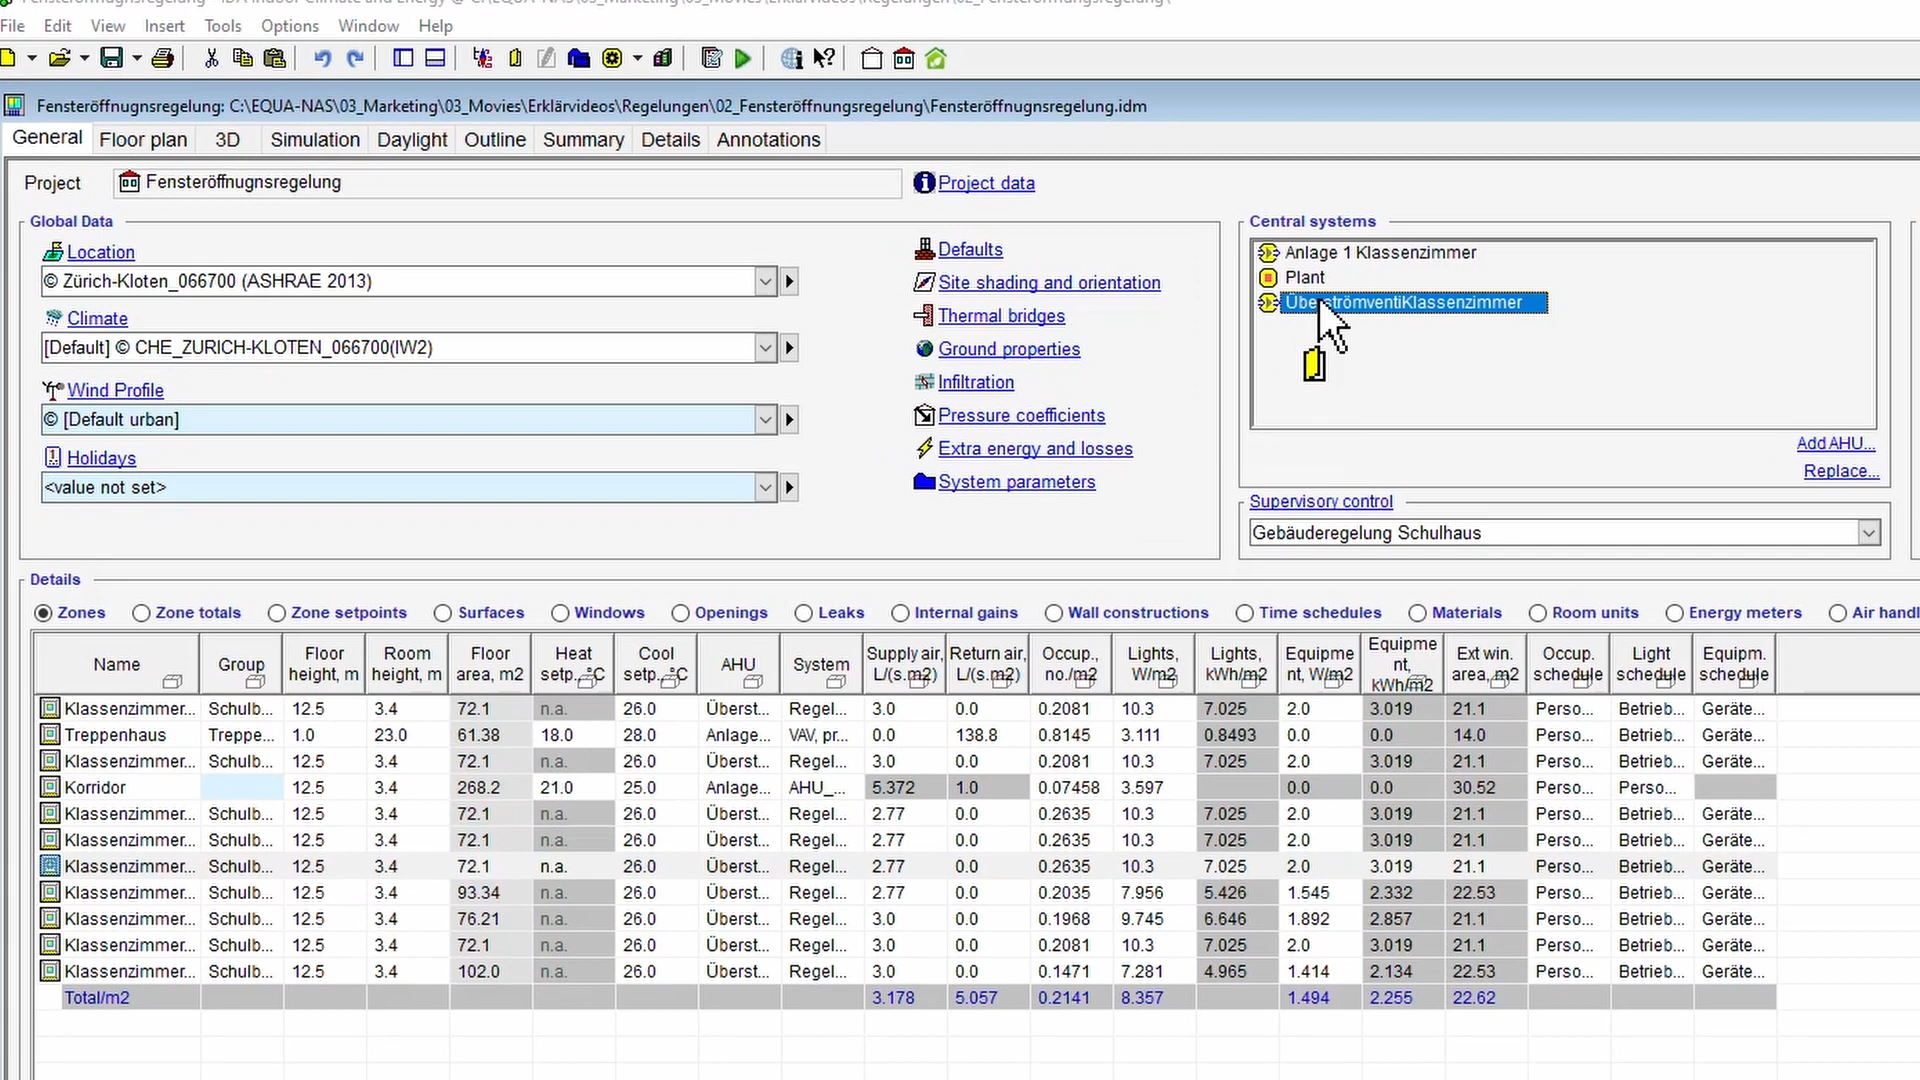 File Edit View Insert Tools Options Window Help
Fensteröffnugnsregelung: C:\EQUA-NAS\03_Marketing\03_Movies\Erklärvideos\Regelungen\02_Fensteröffnungsregelung\Fensteröffnugnsregelung.idm
General Floor plan 3D Simulation Daylight Outline Summary Details Annotations
Project Fensteröffnugnsregelung Project data
Global Data
Location
© Zürich-Kloten_066700 (ASHRAE 2013)
Climate
[Default] © CHE_ZURICH-KLOTEN_066700(IW2)
Wind Profile
© [Default urban]
Holidays
<value not set>
Defaults
Site shading and orientation
Thermal bridges
Ground properties
Infiltration
Pressure coefficients
Extra energy and losses
System parameters
Central systems
Anlage 1 Klassenzimmer
Plant
ÜberströmventiKlassenzimmer
Add AHU...
Replace...
Supervisory control
Gebäuderegelung Schulhaus
Details
Zones Zone totals Zone setpoints Surfaces Windows Openings Leaks Internal gains Wall constructions Time schedules Materials Room units Energy meters Air handl
Name Group Floor height, m Room height, m Floor area, m2 Heat setp., °C Cool setp., °C AHU System Supply air, L/(s.m2) Return air, L/(s.m2) Occup., no./m2 Lights, W/m2 Lights, kWh/m2 Equipment, W/m2 Equipment, kWh/m2 Ext win. area, m2 Occup. schedule Light schedule Equipm. schedule
Klassenzimmer... Schulb... 12.5 3.4 72.1 n.a. 26.0 Überst... Regel... 3.0 0.0 0.2081 10.3 7.025 2.0 3.019 21.1 Perso... Betrieb... Geräte...
Treppenhaus Treppe... 1.0 23.0 61.38 18.0 28.0 Anlage... VAV, pr... 0.0 138.8 0.8145 3.111 0.8493 0.0 0.0 14.0 Perso... Betrieb... Geräte...
Klassenzimmer... Schulb... 12.5 3.4 72.1 n.a. 26.0 Überst... Regel... 3.0 0.0 0.2081 10.3 7.025 2.0 3.019 21.1 Perso... Betrieb... Geräte...
Korridor 12.5 3.4 268.2 21.0 25.0 Anlage... AHU_... 5.372 1.0 0.07458 3.597 0.0 0.0 30.52 Perso... Perso...
Klassenzimmer... Schulb... 12.5 3.4 72.1 n.a. 26.0 Überst... Regel... 2.77 0.0 0.2635 10.3 7.025 2.0 3.019 21.1 Perso... Betrieb... Geräte...
Klassenzimmer... Schulb... 12.5 3.4 72.1 n.a. 26.0 Überst... Regel... 2.77 0.0 0.2635 10.3 7.025 2.0 3.019 21.1 Perso... Betrieb... Geräte...
Klassenzimmer... Schulb... 12.5 3.4 72.1 n.a. 26.0 Überst... Regel... 2.77 0.0 0.2635 10.3 7.025 2.0 3.019 21.1 Perso... Betrieb... Geräte...
Klassenzimmer... Schulb... 12.5 3.4 93.34 n.a. 26.0 Überst... Regel... 2.77 0.0 0.2035 7.956 5.426 1.545 2.332 22.53 Perso... Betrieb... Geräte...
Klassenzimmer... Schulb... 12.5 3.4 76.21 n.a. 26.0 Überst... Regel... 3.0 0.0 0.1968 9.745 6.646 1.892 2.857 21.1 Perso... Betrieb... Geräte...
Klassenzimmer... Schulb... 12.5 3.4 72.1 n.a. 26.0 Überst... Regel... 3.0 0.0 0.2081 10.3 7.025 2.0 3.019 21.1 Perso... Betrieb... Geräte...
Klassenzimmer... Schulb... 12.5 3.4 102.0 n.a. 26.0 Überst... Regel... 3.0 0.0 0.1471 7.281 4.965 1.414 2.134 22.53 Perso... Betrieb... Geräte...
Total/m2 3.178 5.057 0.2141 8.357 1.494 2.255 22.62